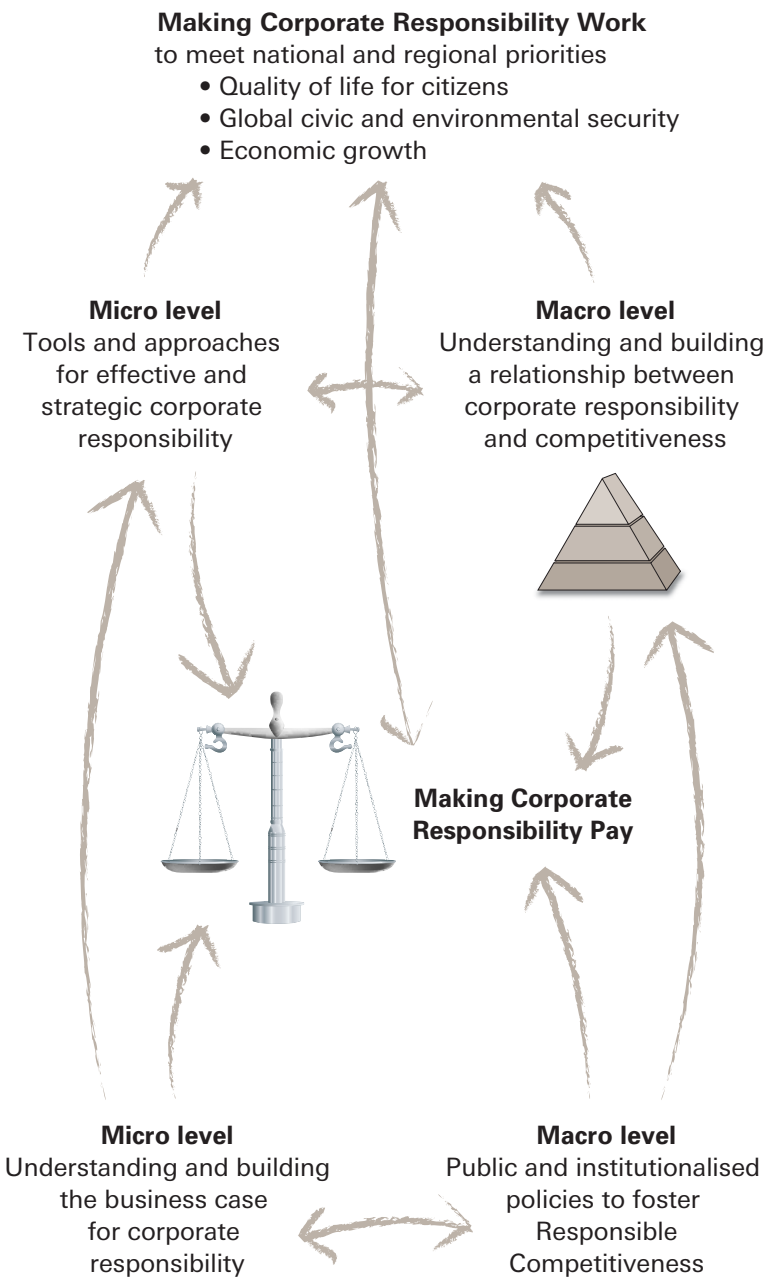 Making Corporate Responsibility Work
to meet national and regional priorities
• Quality of life for citizens
• Global civic and environmental security
• Economic growth
Micro level
Tools and approaches
for effective and
strategic corporate
responsibility
Macro level
Understanding and building
a relationship between
corporate responsibility
and competitiveness
Making Corporate
Responsibility Pay
Micro level
Understanding and building
the business case
for corporate
responsibility
Macro level
Public and institutionalised
policies to foster
Responsible
Competitiveness